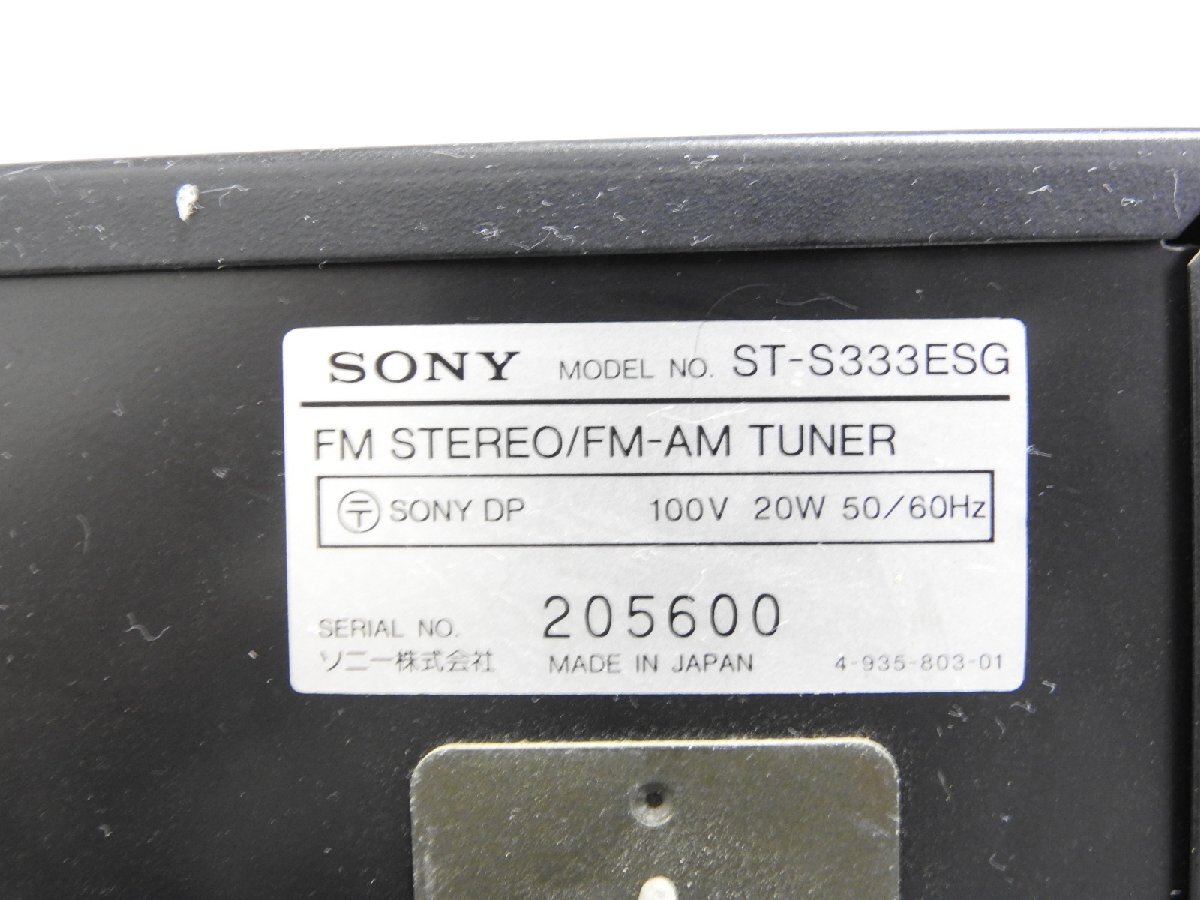 SONY MODEL NO. ST-S333ESG
FM STEREO/FM-AM TUNER
〒 SONY DP 100V 20W 50/60Hz
SERIAL NO. 205600
ソニー株式会社 MADE IN JAPAN 4-935-803-01